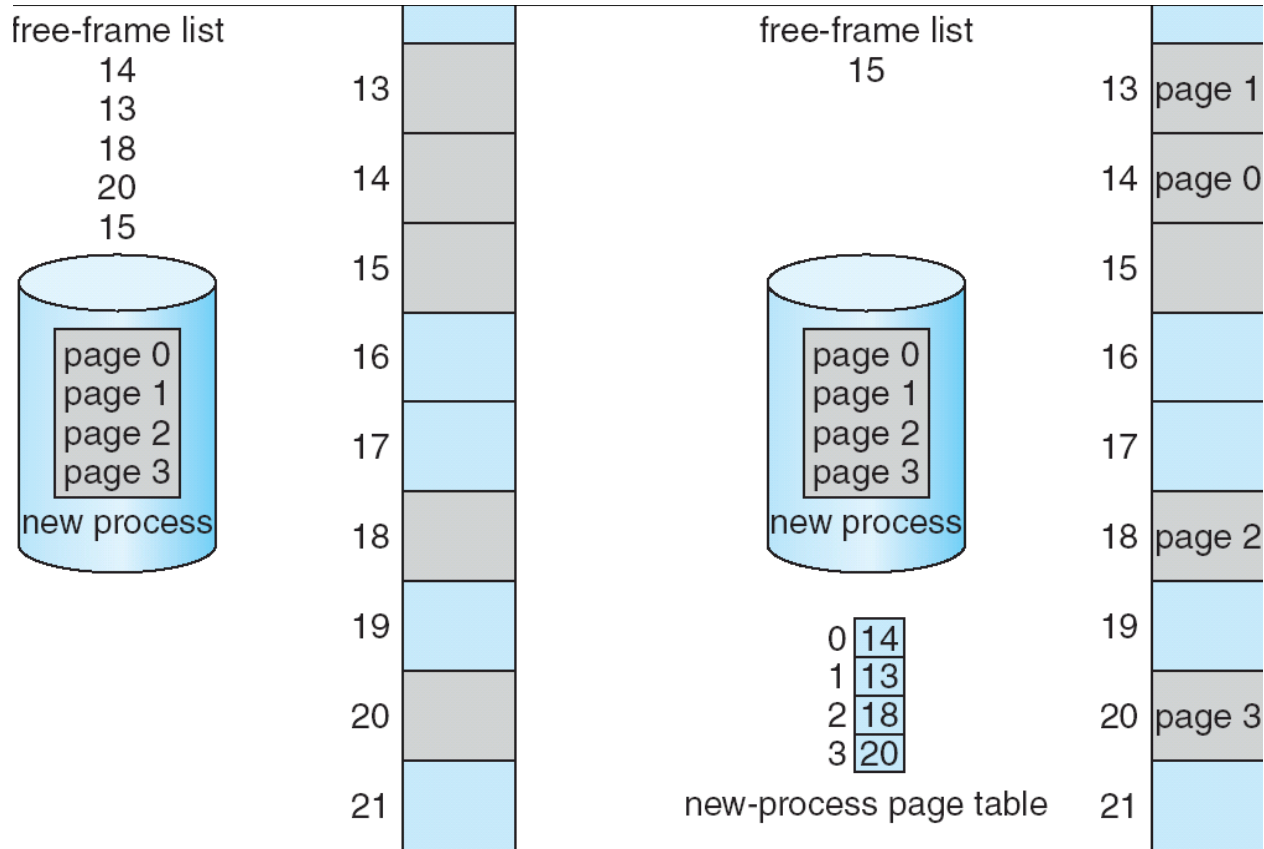 free-frame list
14
13
18
20
15
page 0
page 1
page 2
page 3
new process
13
14
15
16
17
18
19
20
21
free-frame list
15
page 0
page 1
page 2
page 3
new process
0 14
1 13
2 18
3 20
new-process page table
13 page 1
14 page 0
15
16
17
18 page 2
19
20 page 3
21